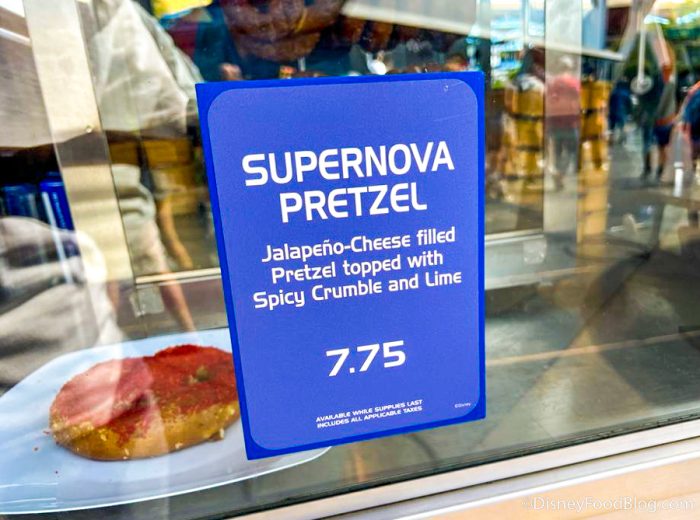 SUPERNOVA
PRETZEL
Jalapeño-Cheese filled
Pretzel topped with
Spicy Crumble and Lime
7.75
AVAILABLE WHILE SUPPLIES LAST
INCLUDES ALL APPLICABLE TAXES
©Disney
©DisneyFoodBlog.com